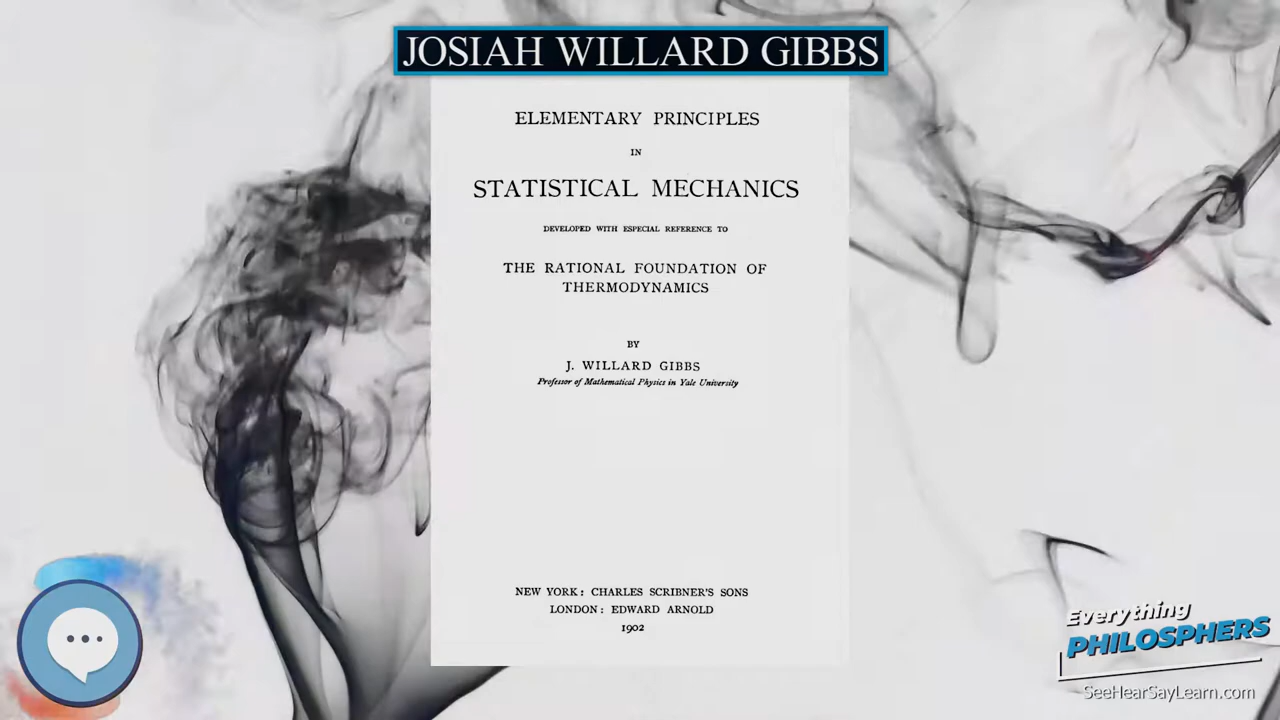 JOSIAH WILLARD GIBBS
ELEMENTARY PRINCIPLES
IN
STATISTICAL MECHANICS
DEVELOPED WITH ESPECIAL REFERENCE TO
THE RATIONAL FOUNDATION OF
THERMODYNAMICS
BY
J. WILLARD GIBBS
Professor of Mathematical Physics in Yale University
NEW YORK: CHARLES SCRIBNER'S SONS
LONDON: EDWARD ARNOLD
1902
Everything
PHILOSPHERS
SeeHearSayLearn.com